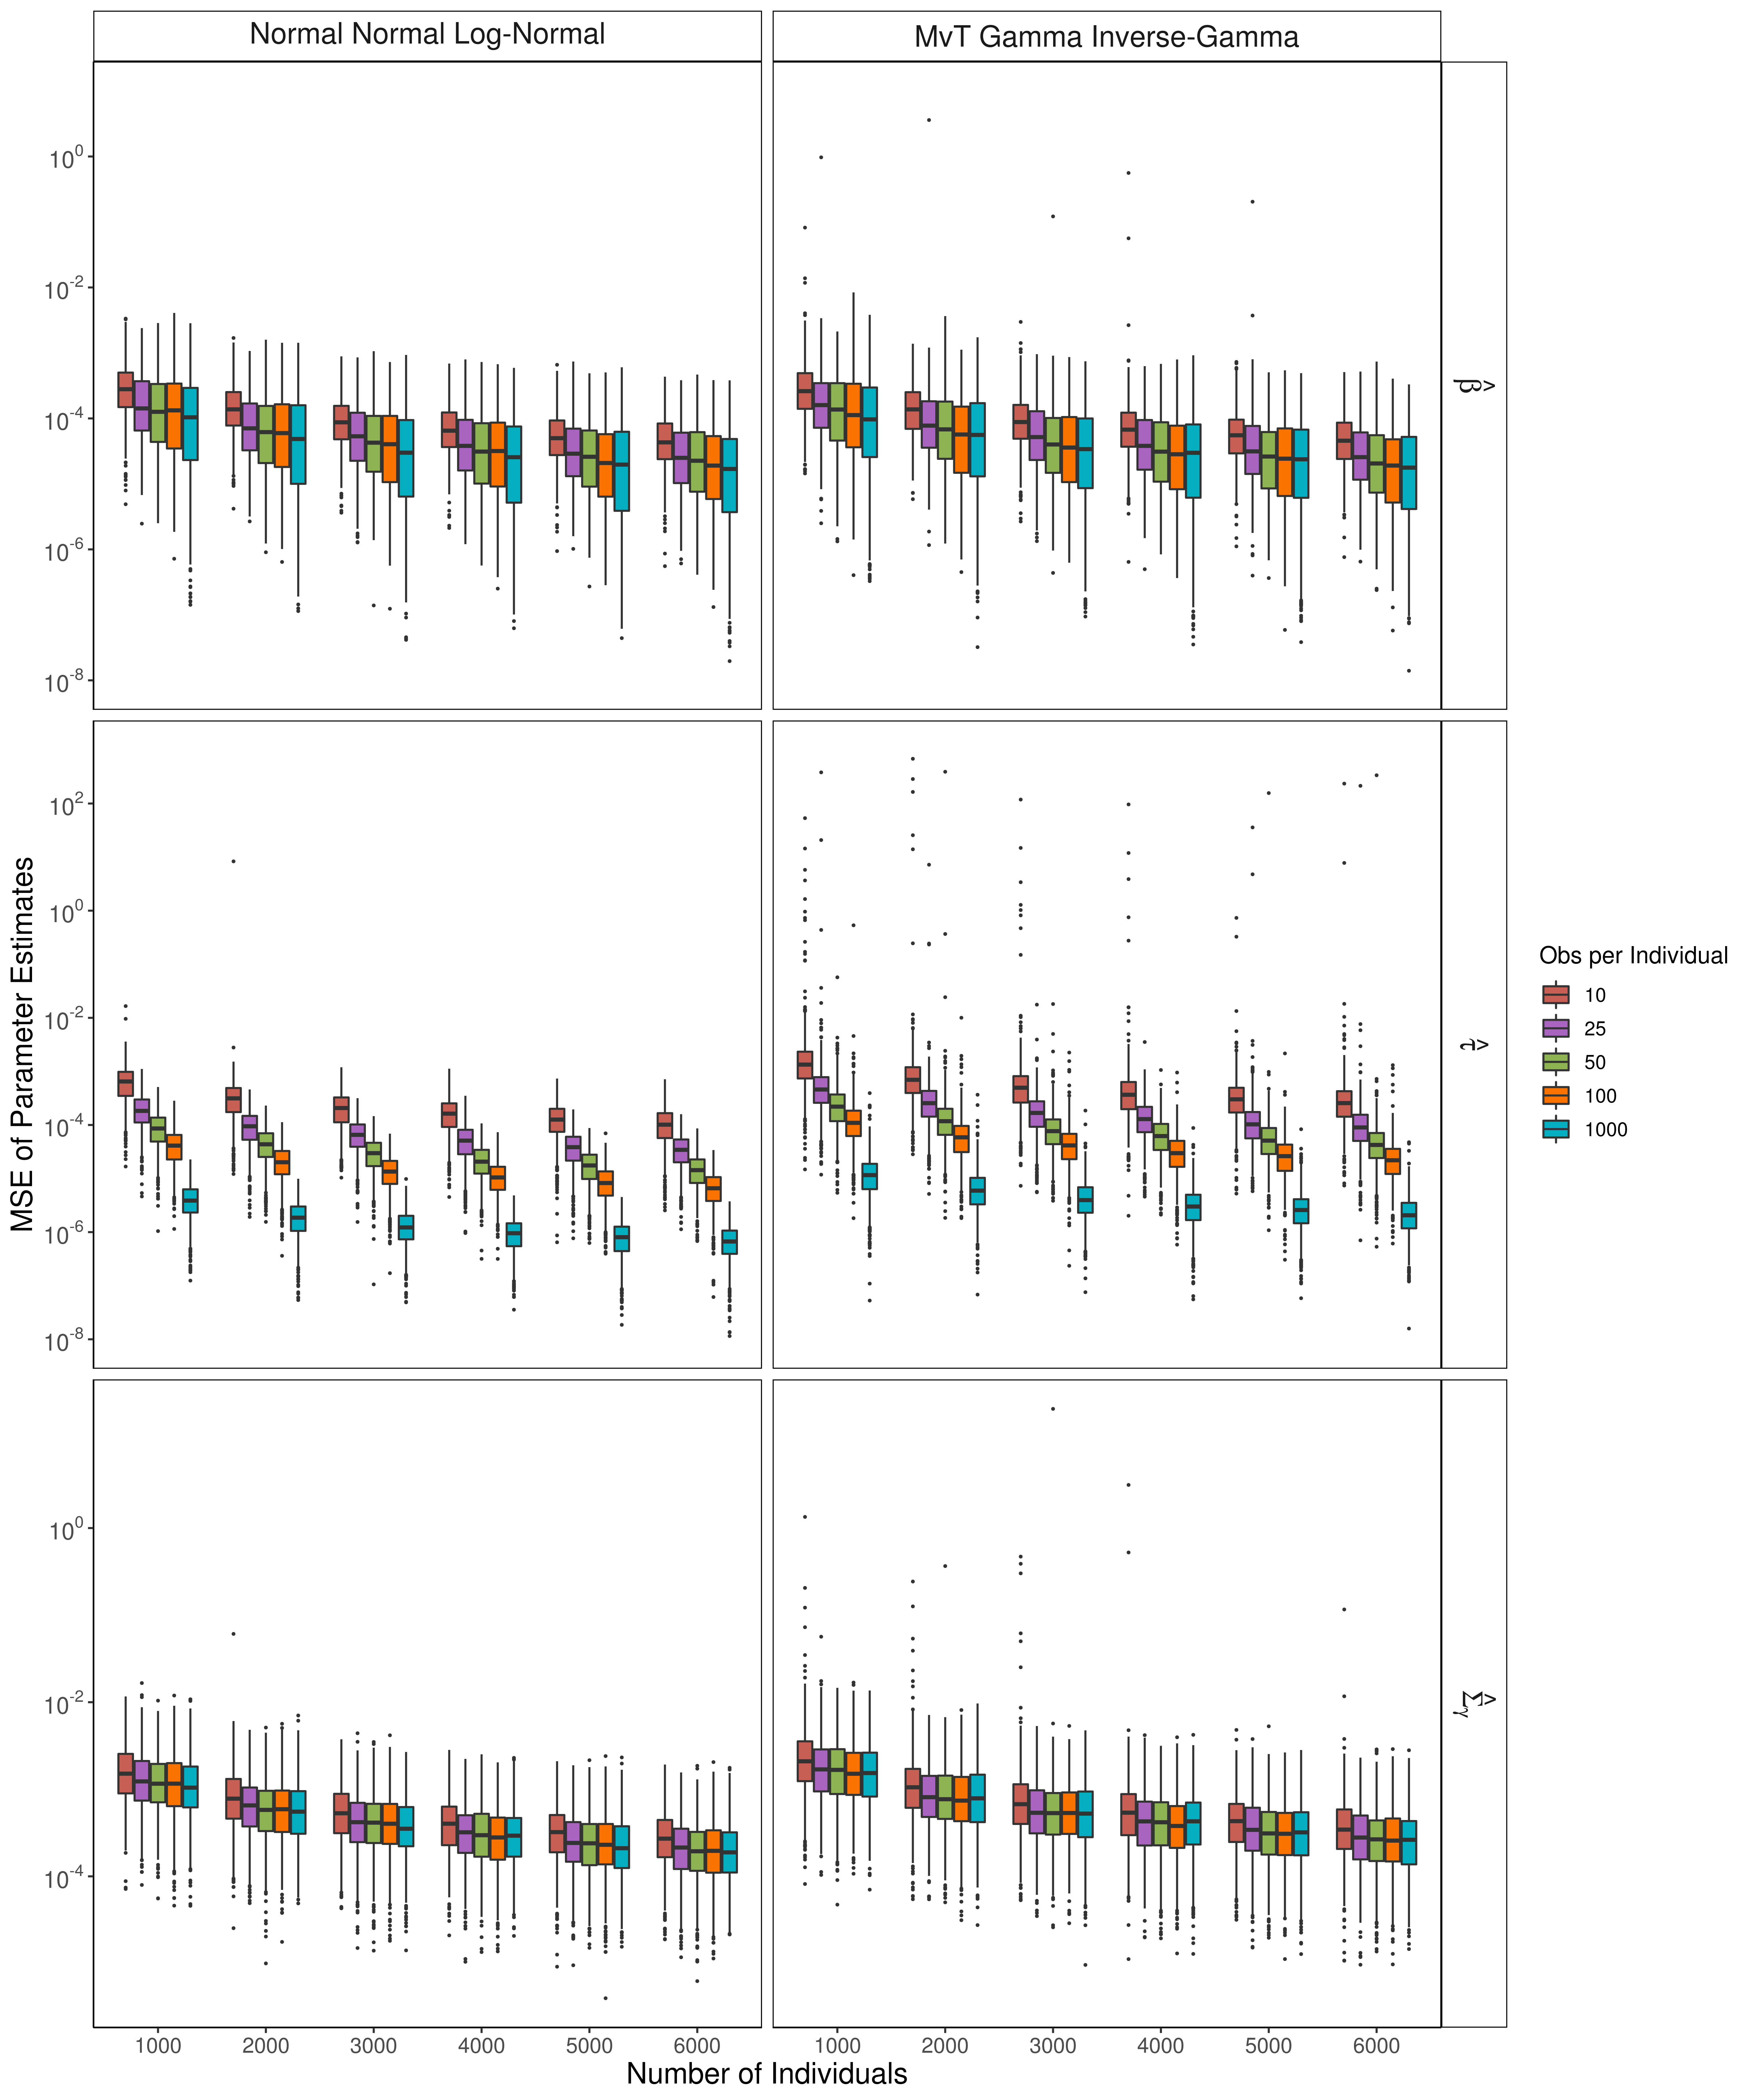 Normal Normal Log-Normal
MvT Gamma Inverse-Gamma
10^0
10^-2
10^-4
10^-6
10^-8
β̂
10^2
10^0
10^-2
10^-4
10^-6
10^-8
τ̂
10^0
10^-2
10^-4
Σ̂γ
MSE of Parameter Estimates
1000 2000 3000 4000 5000 6000
1000 2000 3000 4000 5000 6000
Number of Individuals
Obs per Individual
10
25
50
100
1000